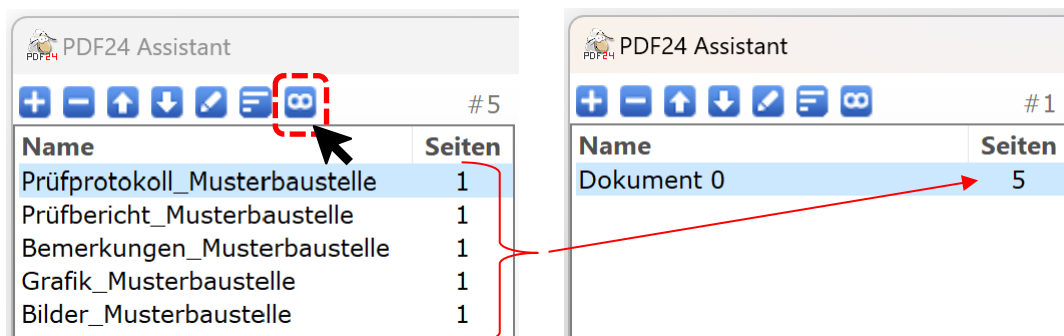 PDF24 Assistant
#5
Name Seiten
Prüfprotokoll_Musterbaustelle 1
Prüfbericht_Musterbaustelle 1
Bemerkungen_Musterbaustelle 1
Grafik_Musterbaustelle 1
Bilder_Musterbaustelle 1
PDF24 Assistant
#1
Name Seiten
Dokument 0 5